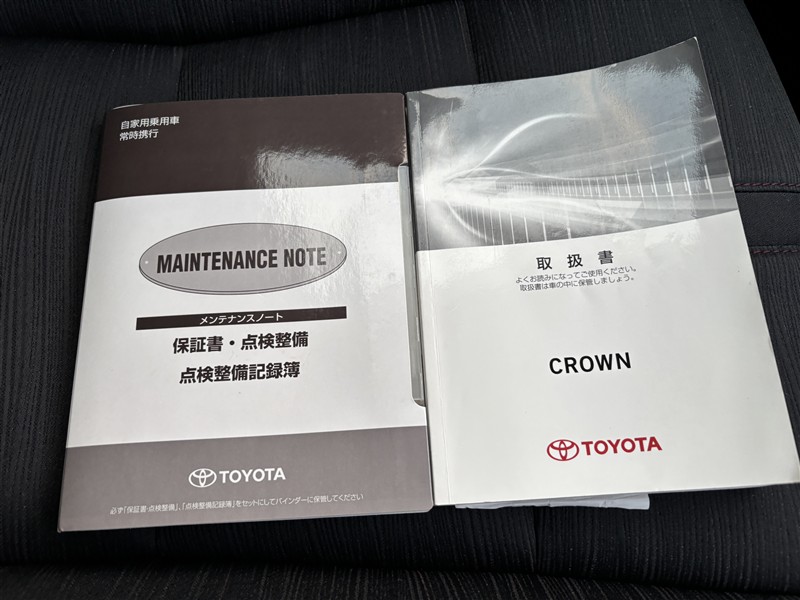 自家用乗用車
常時携行
MAINTENANCE NOTE
メンテナンスノート
保証書・点検整備
点検整備記録簿
TOYOTA
必ず「保証書・点検整備」、「点検整備記録簿」をセットにしてバインダーに保管してください
取扱書
よくお読みになってご使用ください。
取扱書は車の中に保管しましょう。
CROWN
TOYOTA